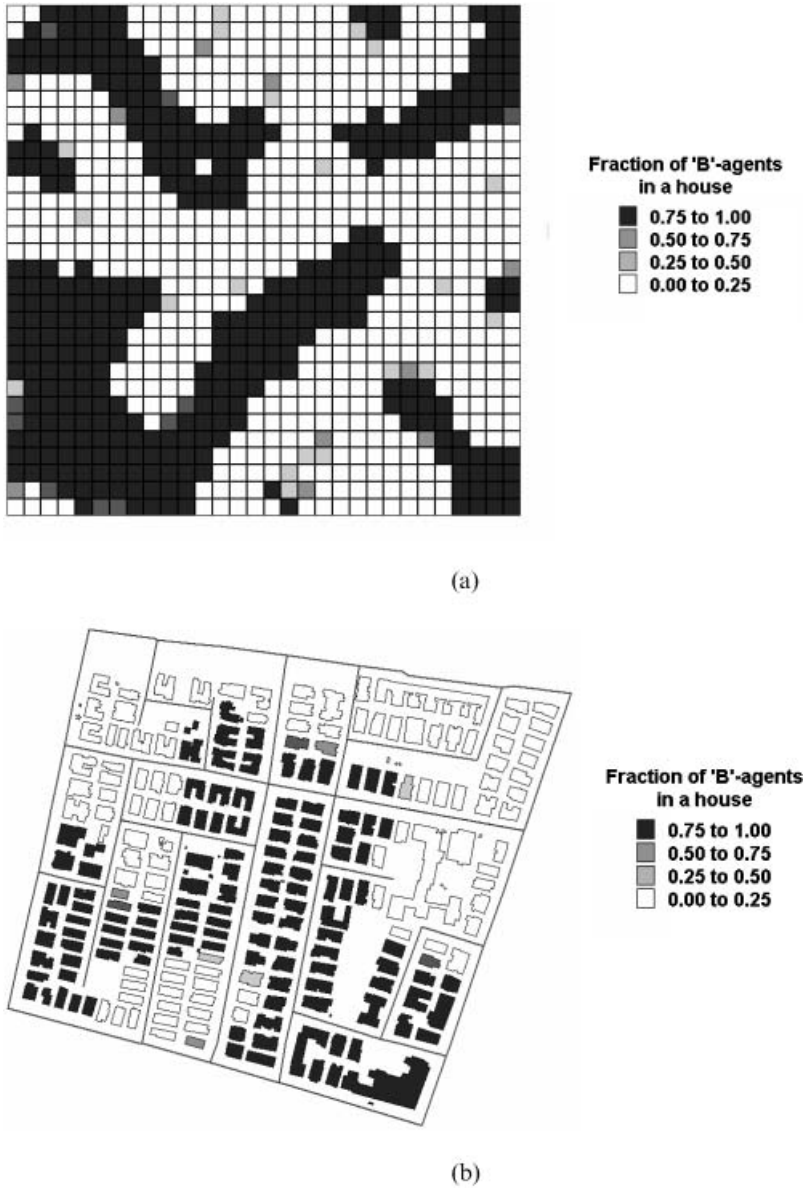 Fraction of 'B'-agents
in a house
0.75 to 1.00
0.50 to 0.75
0.25 to 0.50
0.00 to 0.25
(a)
Fraction of 'B'-agents
in a house
0.75 to 1.00
0.50 to 0.75
0.25 to 0.50
0.00 to 0.25
(b)